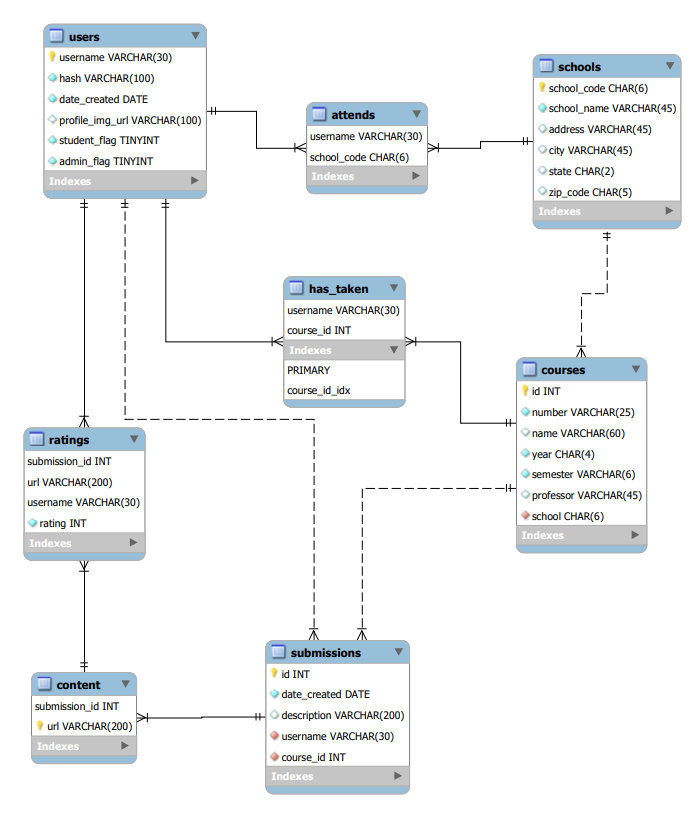 users
username VARCHAR(30)
hash VARCHAR(100)
date_created DATE
profile_img_url VARCHAR(100)
student_flag TINYINT
admin_flag TINYINT
Indexes
attends
username VARCHAR(30)
school_code CHAR(6)
Indexes
schools
school_code CHAR(6)
school_name VARCHAR(45)
address VARCHAR(45)
city VARCHAR(45)
state CHAR(2)
zip_code CHAR(5)
Indexes
has_taken
username VARCHAR(30)
course_id INT
Indexes
PRIMARY
course_id_idx
courses
id INT
number VARCHAR(25)
name VARCHAR(60)
year CHAR(4)
semester VARCHAR(6)
professor VARCHAR(45)
school CHAR(6)
Indexes
ratings
submission_id INT
url VARCHAR(200)
username VARCHAR(30)
rating INT
Indexes
content
submission_id INT
url VARCHAR(200)
Indexes
submissions
id INT
date_created DATE
description VARCHAR(200)
username VARCHAR(30)
course_id INT
Indexes